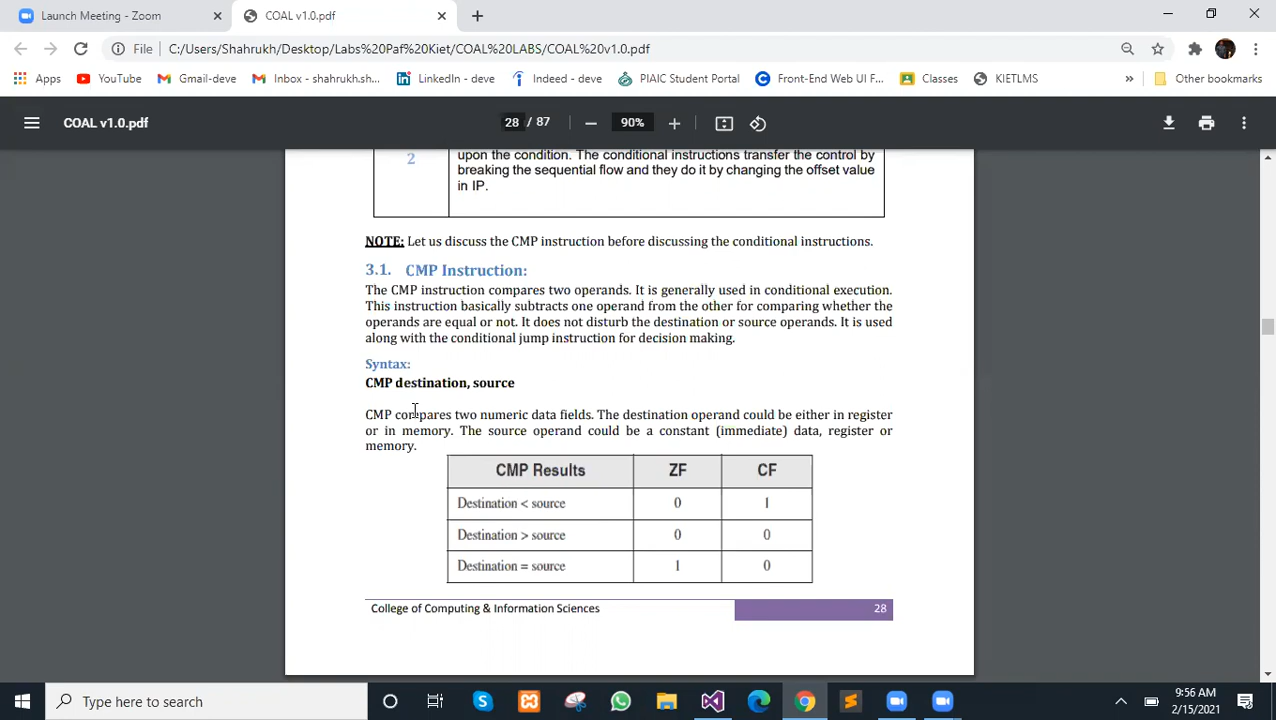 Launch Meeting - Zoom
COAL v1.0.pdf
File
C:/Users/Shahrukh/Desktop/Labs%20Paf%20Kiet/COAL%20LABS/COAL%20v1.0.pdf
Apps
YouTube
Gmail-deve
Inbox - shahrukh.sh...
LinkedIn - deve
Indeed - deve
PIAIC Student Portal
Front-End Web UI F...
Classes
KIETLMS
»
Other bookmarks
COAL v1.0.pdf
28 / 87
90%
2
upon the condition. The conditional instructions transfer the control by
breaking the sequential flow and they do it by changing the offset value
in IP.
NOTE: Let us discuss the CMP instruction before discussing the conditional instructions.
3.1. CMP Instruction:
The CMP instruction compares two operands. It is generally used in conditional execution.
This instruction basically subtracts one operand from the other for comparing whether the
operands are equal or not. It does not disturb the destination or source operands. It is used
along with the conditional jump instruction for decision making.
Syntax:
CMP destination, source
CMP compares two numeric data fields. The destination operand could be either in register
or in memory. The source operand could be a constant (immediate) data, register or
memory.
CMP Results ZF CF
Destination < source 0 1
Destination > source 0 0
Destination = source 1 0
College of Computing & Information Sciences 28
Type here to search
9:56 AM
2/15/2021